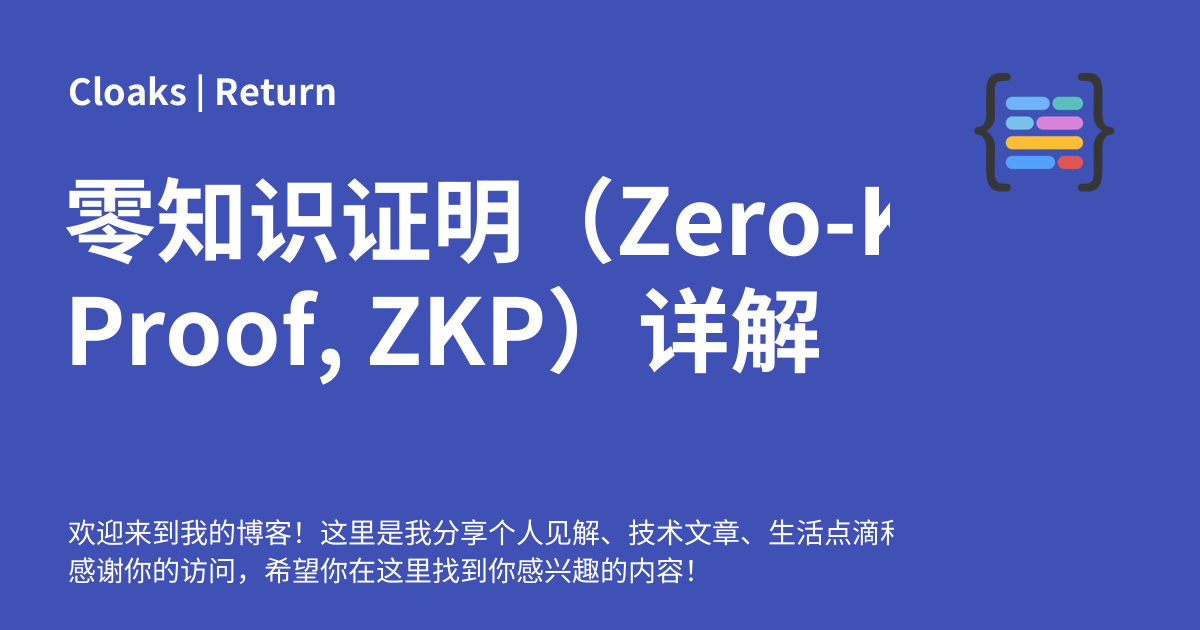 Cloaks | Return
零知识证明（Zero-K
Proof, ZKP）详解
欢迎来到我的博客！这里是我分享个人见解、技术文章、生活点滴和
感谢你的访问，希望你在这里找到你感兴趣的内容！